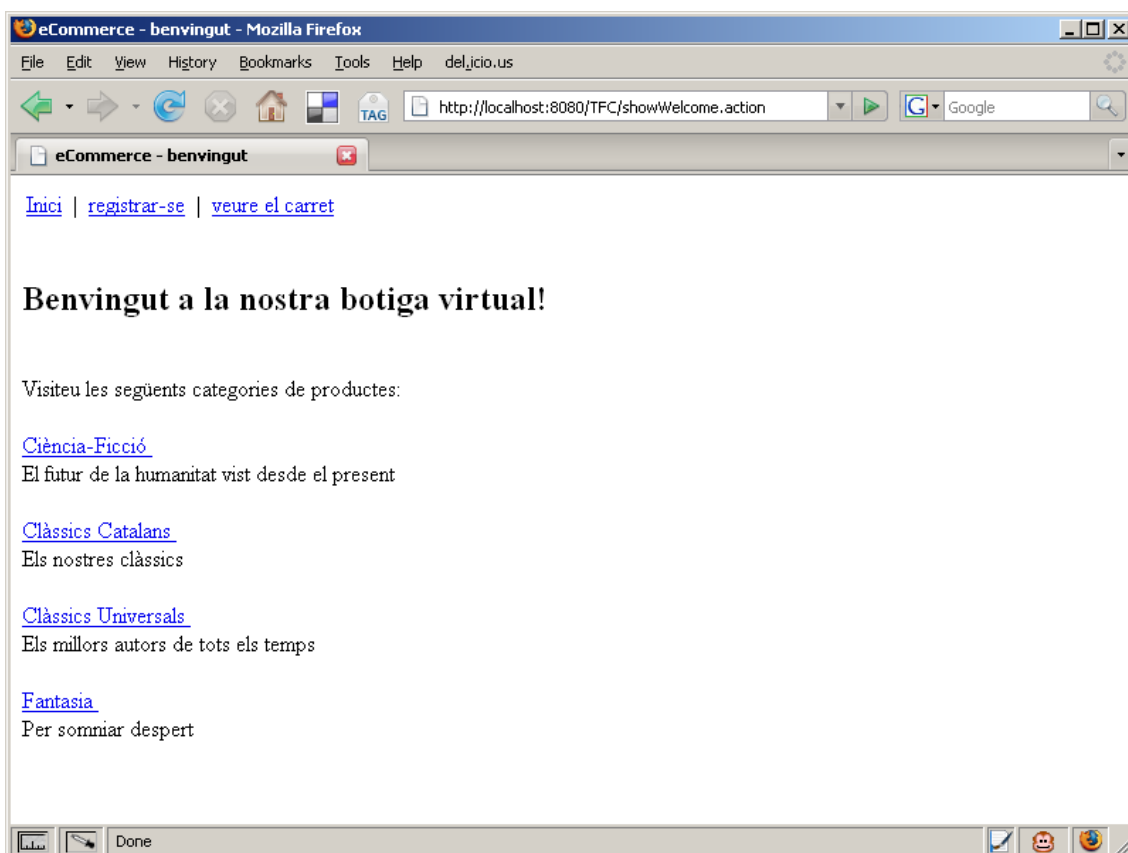 eCommerce - benvingut - Mozilla Firefox
File Edit View History Bookmarks Tools Help del.icio.us
TAG http://localhost:8080/TFC/showWelcome.action G Google
eCommerce - benvingut
Inici | registrar-se | veure el carret
Benvingut a la nostra botiga virtual!
Visiteu les següents categories de productes:
Ciència-Ficció
El futur de la humanitat vist desde el present
Clàssics Catalans
Els nostres clàssics
Clàssics Universals
Els millors autors de tots els temps
Fantasia
Per somniar despert
Done